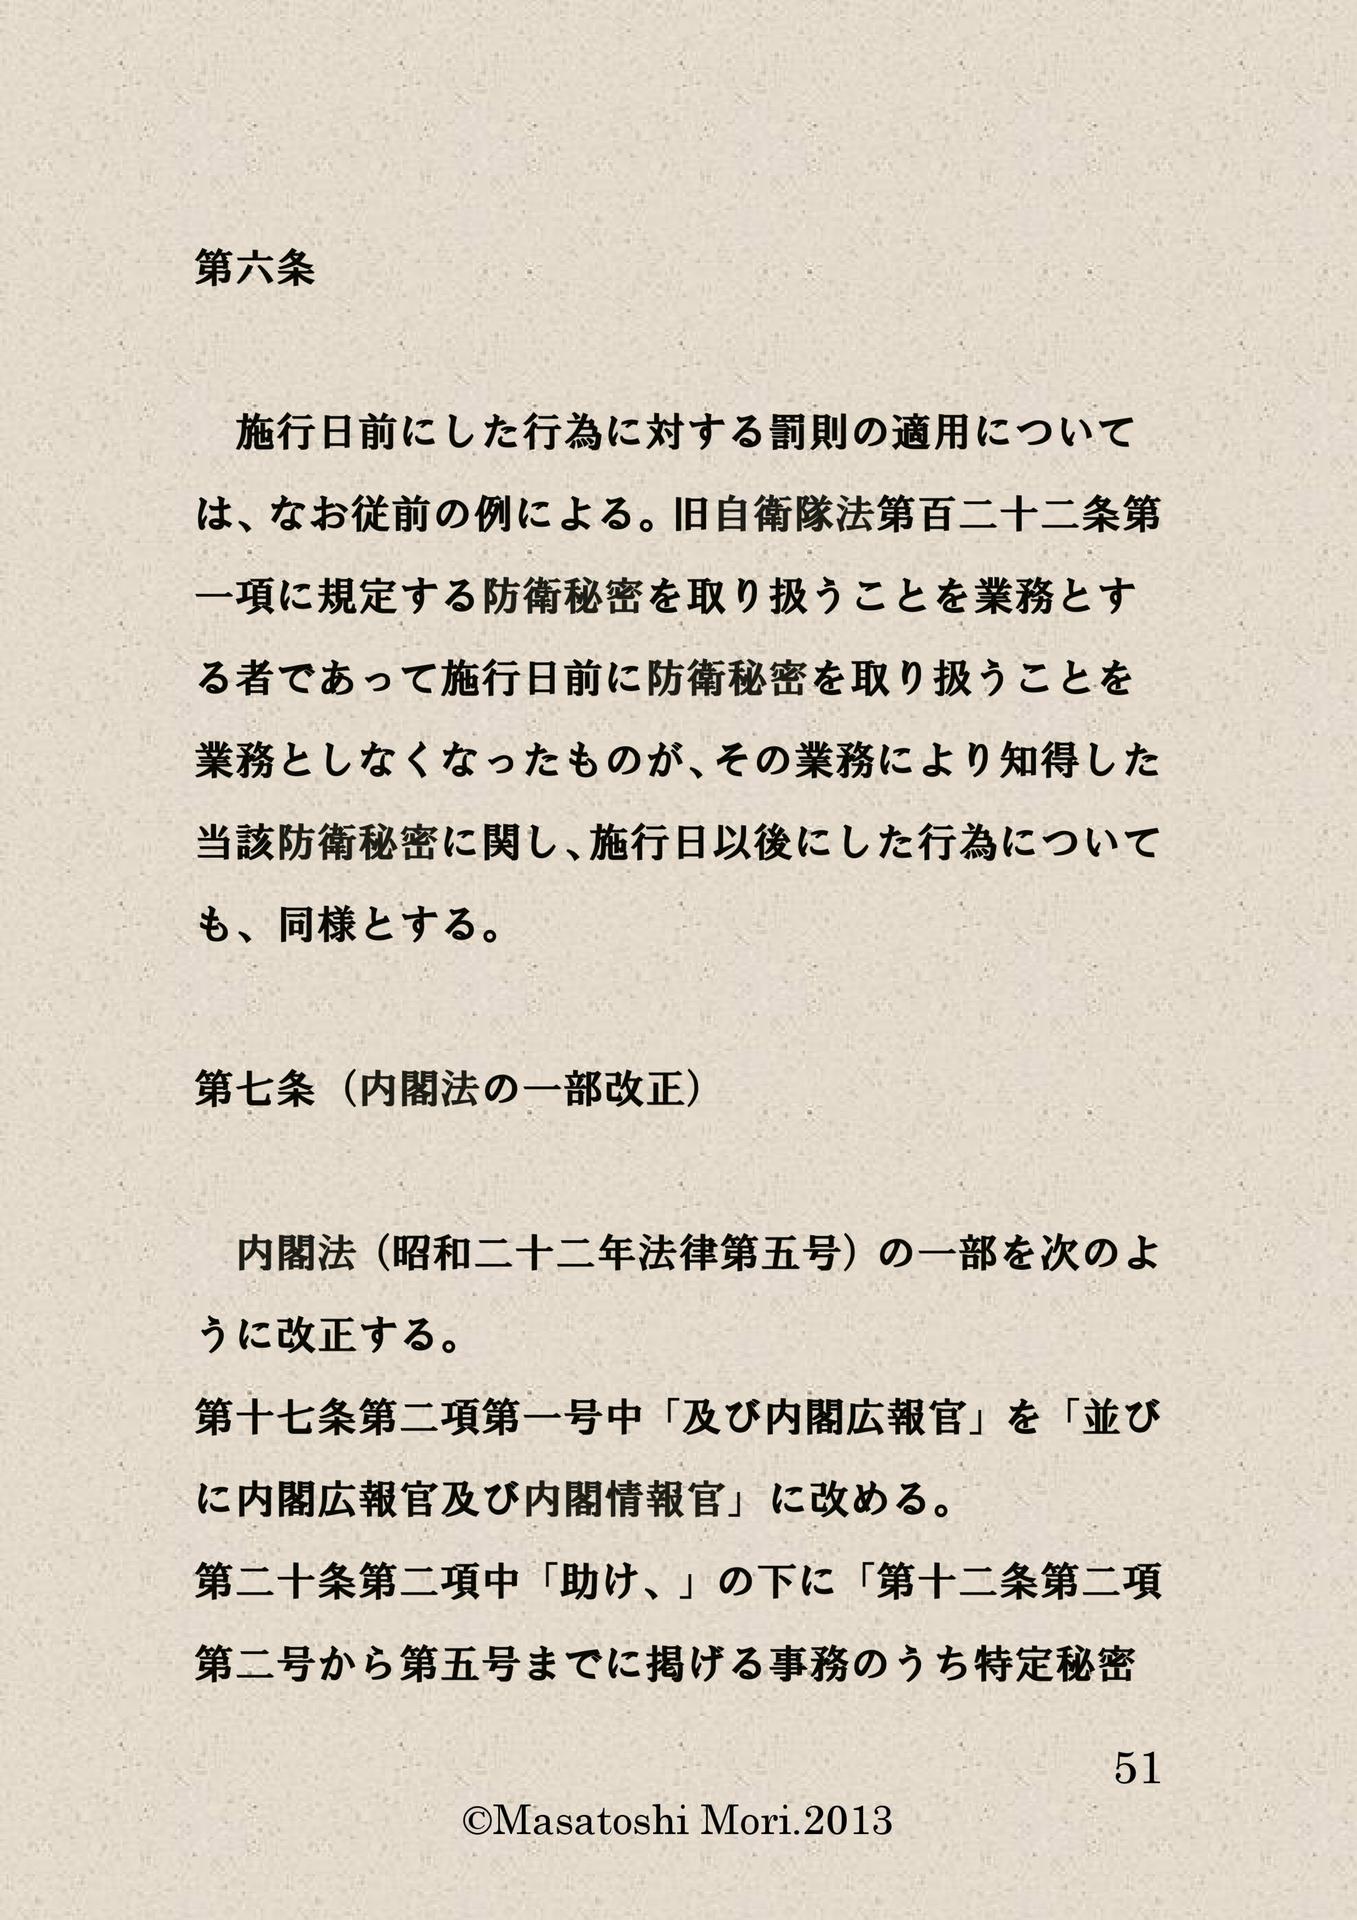 第六条
　施行日前にした行為に対する罰則の適用について
は、なお従前の例による。旧自衛隊法第百二十二条第
一項に規定する防衛秘密を取り扱うことを業務とす
る者であって施行日前に防衛秘密を取り扱うことを
業務としなくなったものが、その業務により知得した
当該防衛秘密に関し、施行日以後にした行為について
も、同様とする。
第七条（内閣法の一部改正）
　内閣法（昭和二十二年法律第五号）の一部を次のよ
うに改正する。
第十七条第二項第一号中「及び内閣広報官」を「並び
に内閣広報官及び内閣情報官」に改める。
第二十条第二項中「助け、」の下に「第十二条第二項
第二号から第五号までに掲げる事務のうち特定秘密
51
©Masatoshi Mori.2013